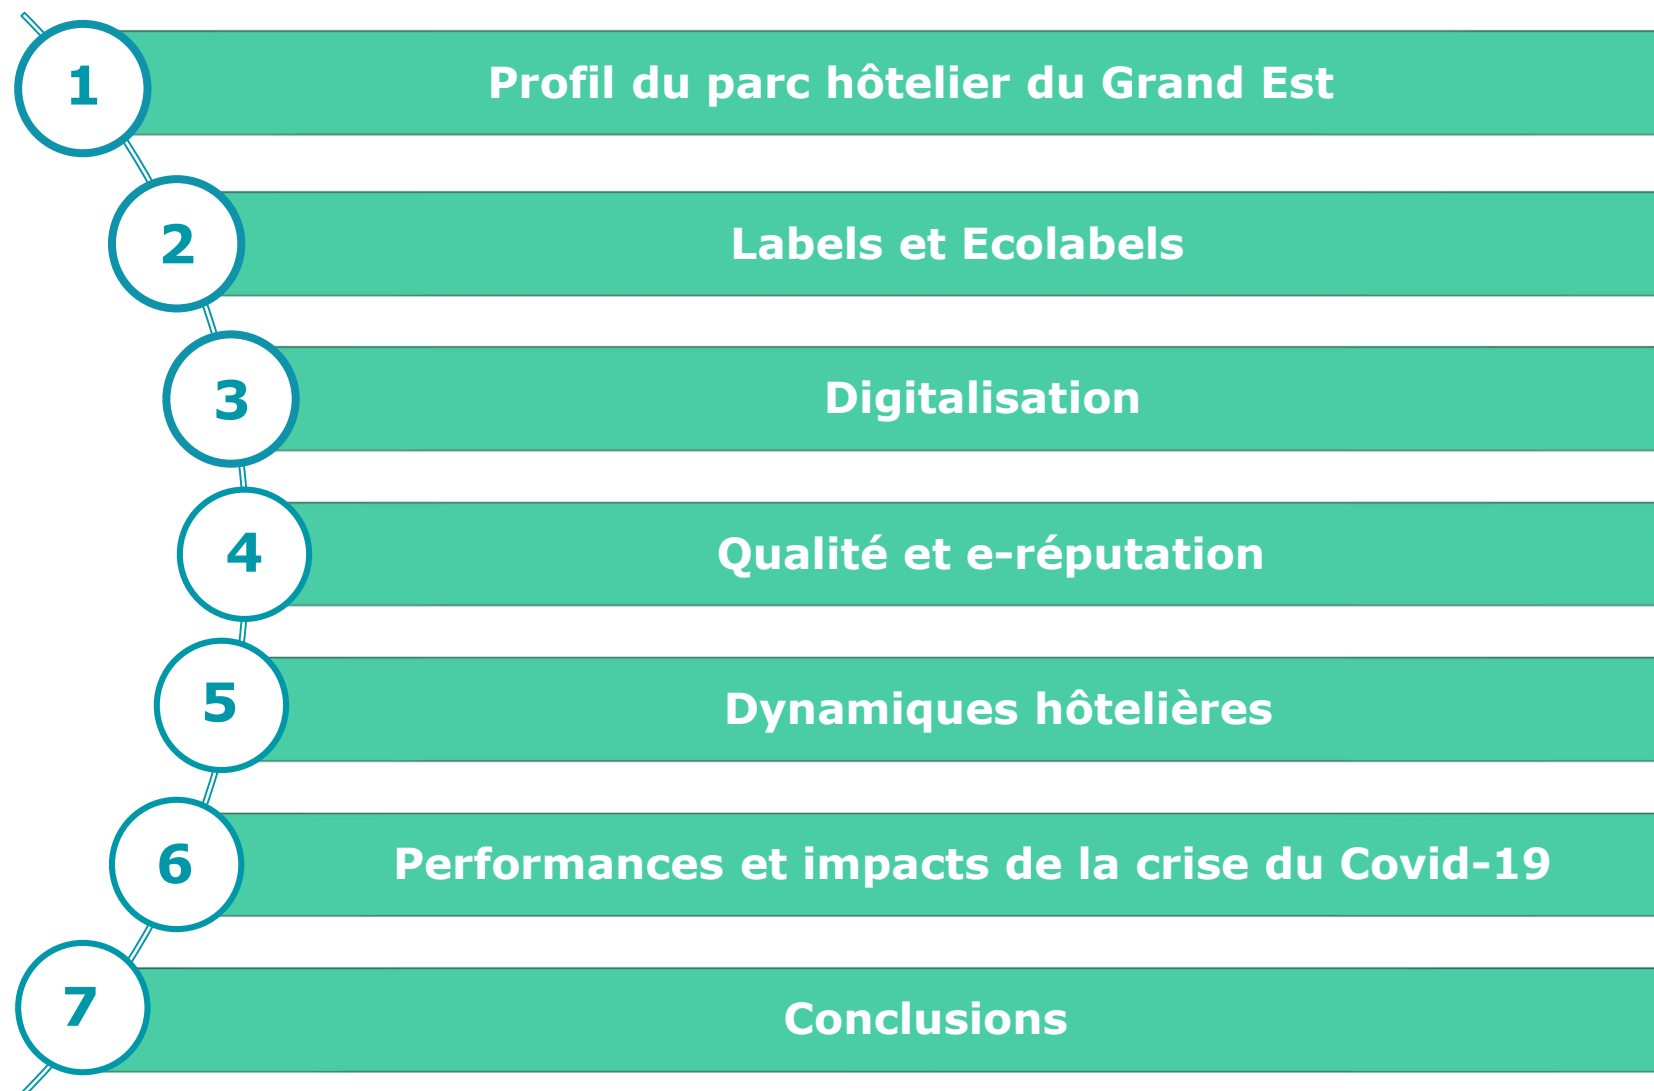 1
Profil du parc hôtelier du Grand Est
2
Labels et Ecolabels
3
Digitalisation
4
Qualité et e-réputation
5
Dynamiques hôtelières
6
Performances et impacts de la crise du Covid-19
7
Conclusions